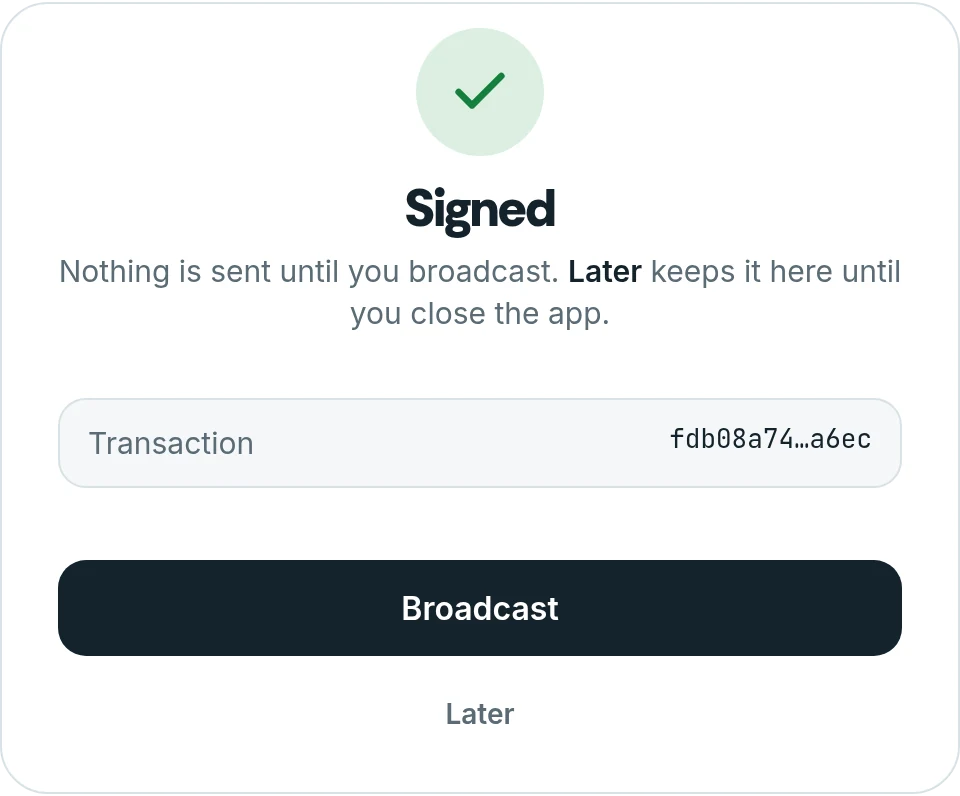 Signed
Nothing is sent until you broadcast. Later keeps it here until
you close the app.
Transaction fdb08a74…a6ec
Broadcast
Later